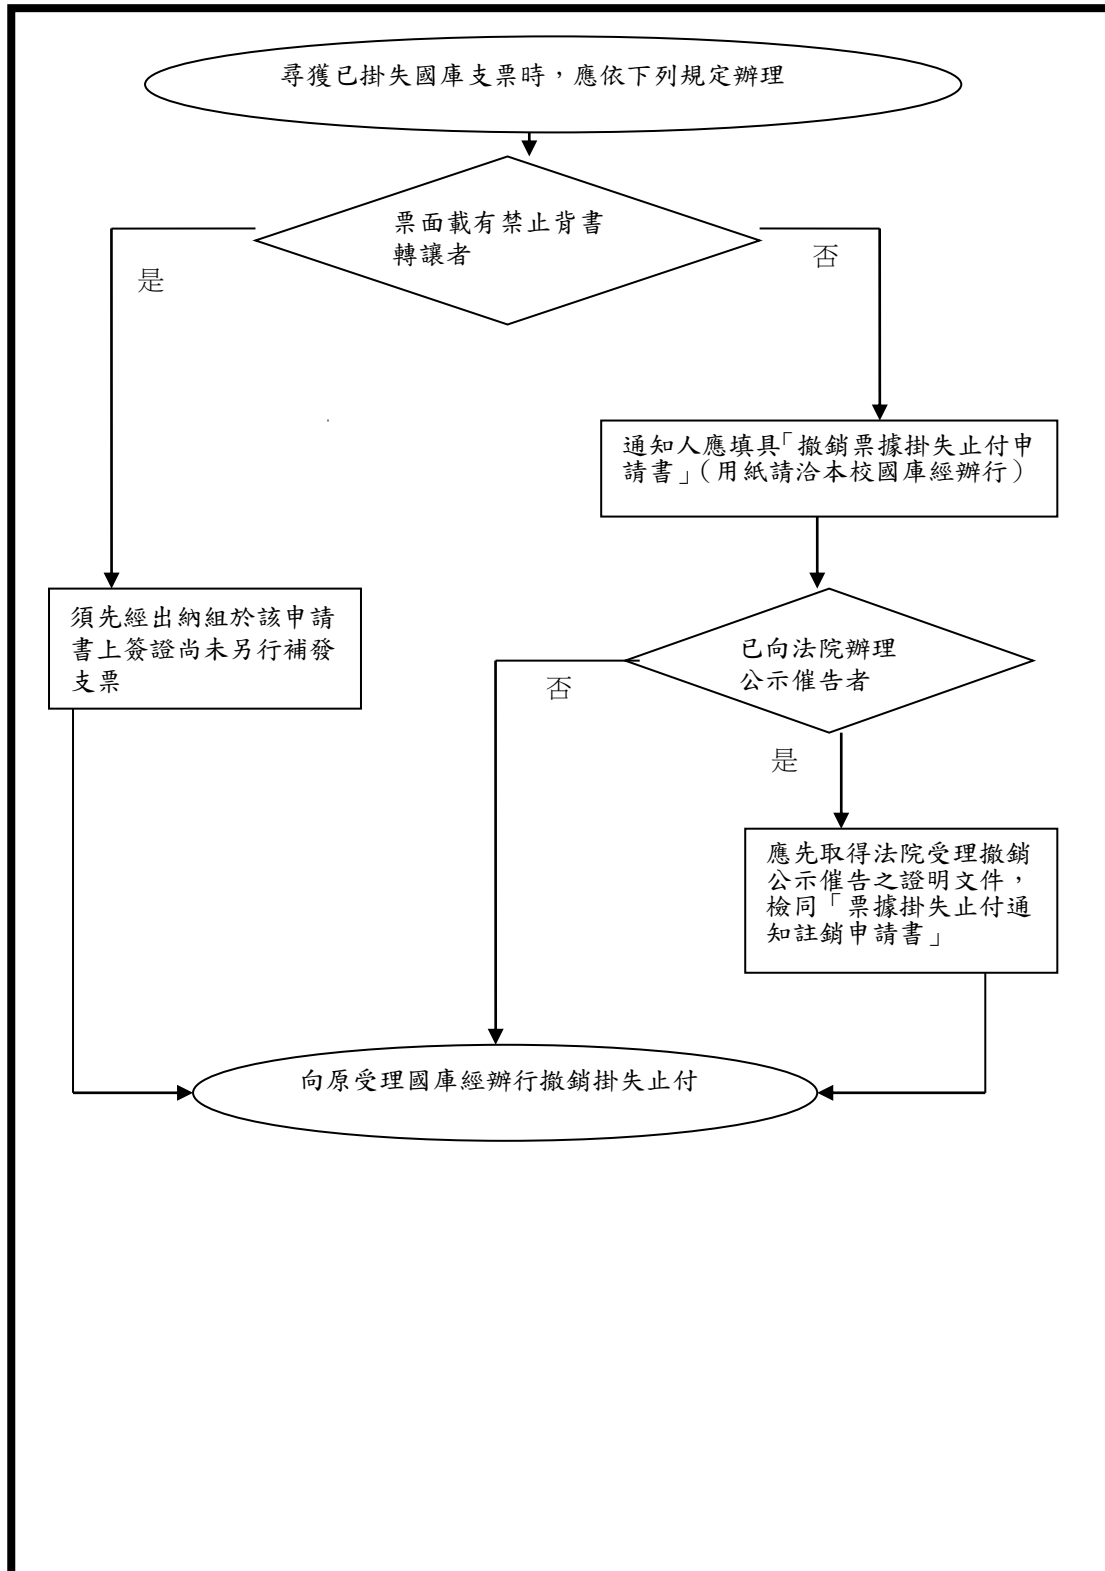 尋獲已掛失國庫支票時，應依下列規定辦理
票面載有禁止背書
轉讓者
是
否
通知人應填具「撤銷票據掛失止付申
請書」（用紙請洽本校國庫經辦行）
須先經出納組於該申請
書上簽證尚未另行補發
支票
已向法院辦理
公示催告者
否
是
應先取得法院受理撤銷
公示催告之證明文件，
檢同「票據掛失止付通
知註銷申請書」
向原受理國庫經辦行撤銷掛失止付